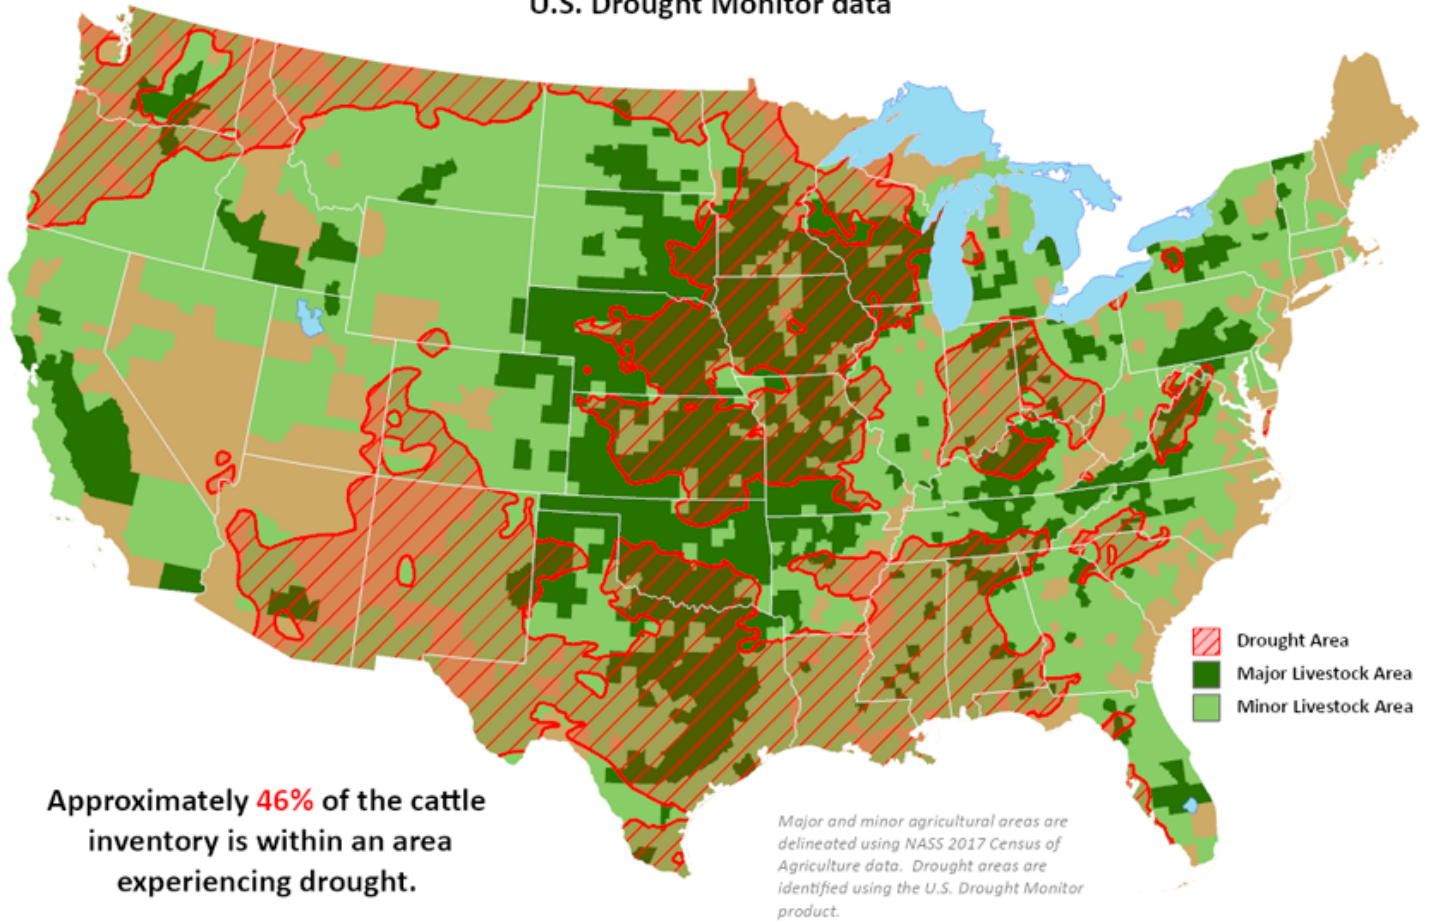 U.S. Drought Monitor data
Drought Area
Major Livestock Area
Minor Livestock Area
Approximately 46% of the cattle
inventory is within an area
experiencing drought.
Major and minor agricultural areas are
delineated using NASS 2017 Census of
Agriculture data. Drought areas are
identified using the U.S. Drought Monitor
product.